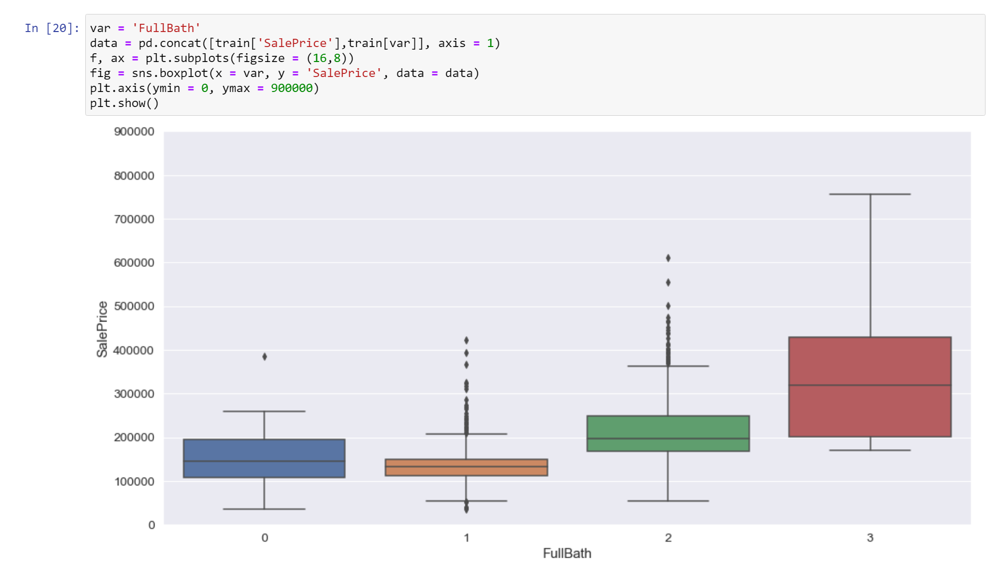 In [20]:
var = 'FullBath'
data = pd.concat([train['SalePrice'],train[var]], axis = 1)
f, ax = plt.subplots(figsize = (16,8))
fig = sns.boxplot(x = var, y = 'SalePrice', data = data)
plt.axis(ymin = 0, ymax = 900000)
plt.show()
900000
800000
700000
600000
500000
400000
300000
200000
100000
0
SalePrice
0 1 2 3
FullBath